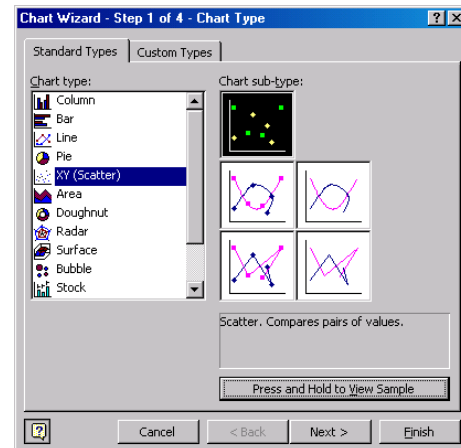 Chart Wizard - Step 1 of 4 - Chart Type
Standard Types
Custom Types
Chart type:
Chart sub-type:
Column
Bar
Line
Pie
XY (Scatter)
Area
Doughnut
Radar
Surface
Bubble
Stock
Scatter. Compares pairs of values.
Press and Hold to View Sample
Cancel
< Back
Next >
Finish